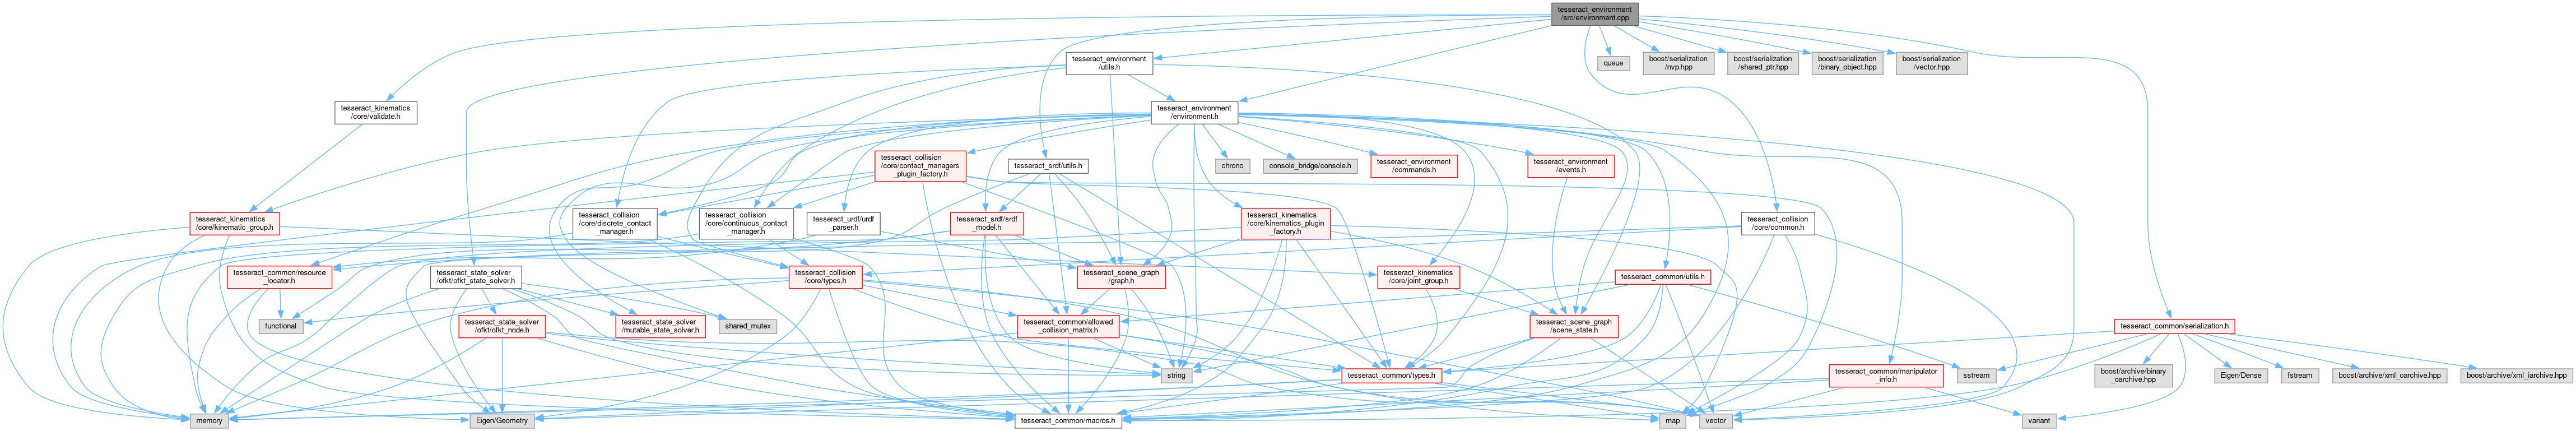 tesseract_environment
/src/environment.cpp
tesseract_environment
/utils.h
queue
boost/serialization
/nvp.hpp
boost/serialization
/shared_ptr.hpp
boost/serialization
/binary_object.hpp
boost/serialization
/vector.hpp
tesseract_kinematics
/core/validate.h
tesseract_environment
/environment.h
tesseract_collision
/core/contact_managers
_plugin_factory.h
tesseract_srdf/utils.h
chrono
console_bridge/console.h
tesseract_environment
/commands.h
tesseract_environment
/events.h
tesseract_kinematics
/core/kinematic_group.h
tesseract_collision
/core/discrete_contact
_manager.h
tesseract_collision
/core/continuous_contact
_manager.h
tesseract_urdf/urdf
_parser.h
tesseract_srdf/srdf
_model.h
tesseract_kinematics
/core/kinematics_plugin
_factory.h
tesseract_collision
/core/common.h
tesseract_common/resource
_locator.h
tesseract_state_solver
/ofkt/ofkt_state_solver.h
tesseract_collision
/core/types.h
tesseract_scene_graph
/graph.h
tesseract_kinematics
/core/joint_group.h
tesseract_common/utils.h
functional
tesseract_state_solver
/ofkt/ofkt_node.h
tesseract_state_solver
/mutable_state_solver.h
shared_mutex
tesseract_common/allowed
_collision_matrix.h
tesseract_scene_graph
/scene_state.h
tesseract_common/serialization.h
string
tesseract_common/types.h
tesseract_common/manipulator
_info.h
sstream
boost/archive/binary
_oarchive.hpp
Eigen/Dense
fstream
boost/archive/xml_oarchive.hpp
boost/archive/xml_iarchive.hpp
memory
Eigen/Geometry
tesseract_common/macros.h
map
vector
variant